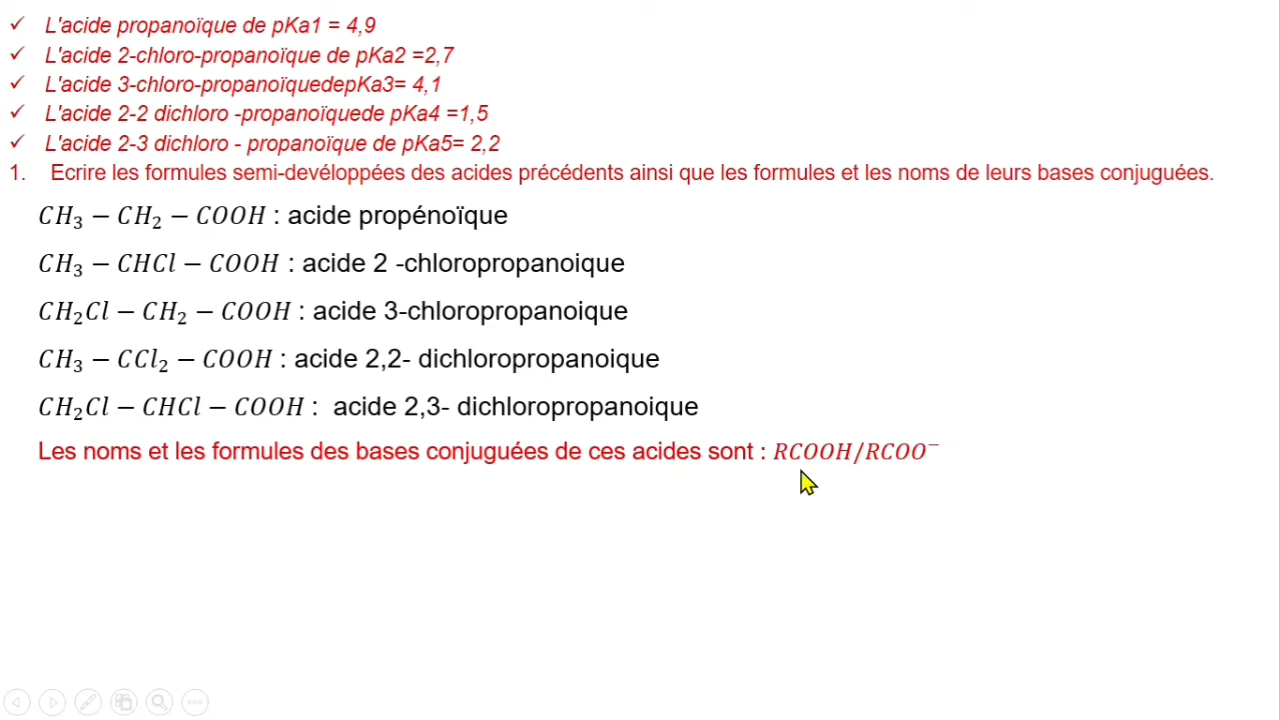 ✓ L'acide propanoïque de pKa1 = 4,9
✓ L'acide 2-chloro-propanoïque de pKa2 =2,7
✓ L'acide 3-chloro-propanoïquedepKa3= 4,1
✓ L'acide 2-2 dichloro -propanoïquede pKa4 =1,5
✓ L'acide 2-3 dichloro - propanoïque de pKa5= 2,2
1. Ecrire les formules semi-devéloppées des acides précédents ainsi que les formules et les noms de leurs bases conjuguées.
CH₃ − CH₂ − COOH : acide propénoïque
CH₃ − CHCl − COOH : acide 2 -chloropropanoique
CH₂Cl − CH₂ − COOH : acide 3-chloropropanoique
CH₃ − CCl₂ − COOH : acide 2,2- dichloropropanoique
CH₂Cl − CHCl − COOH : acide 2,3- dichloropropanoique
Les noms et les formules des bases conjuguées de ces acides sont : RCOOH/RCOO⁻